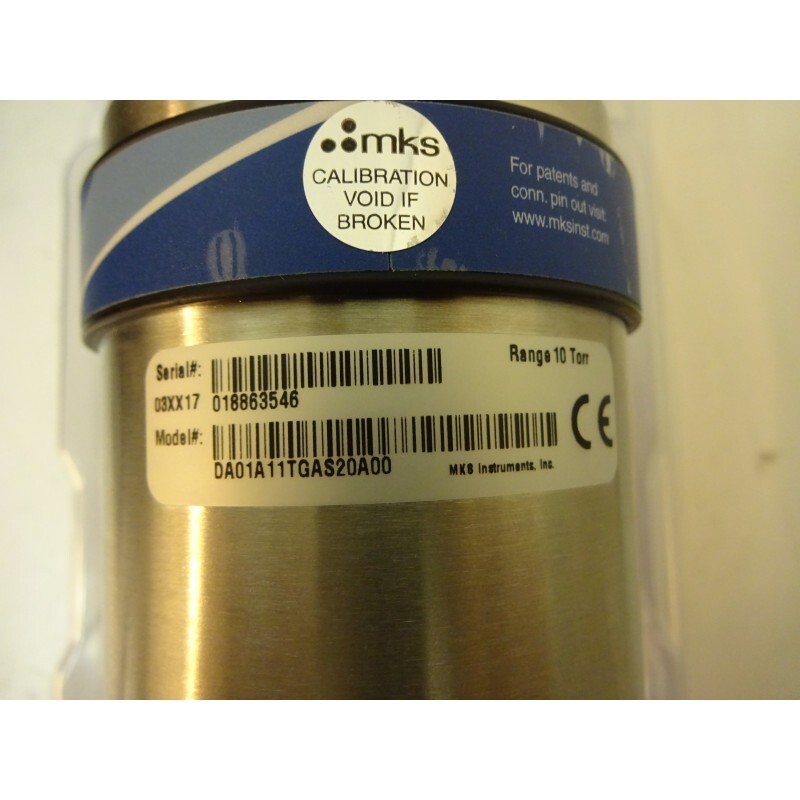 mks
CALIBRATION
VOID IF
BROKEN
For patents and
conn. pin out visit:
www.mksinst.com
Serial#:
Range 10 Torr
03XX17 018863546
Model#:
CE
DA01A11TGAS20A00
MKS Instruments, Inc.